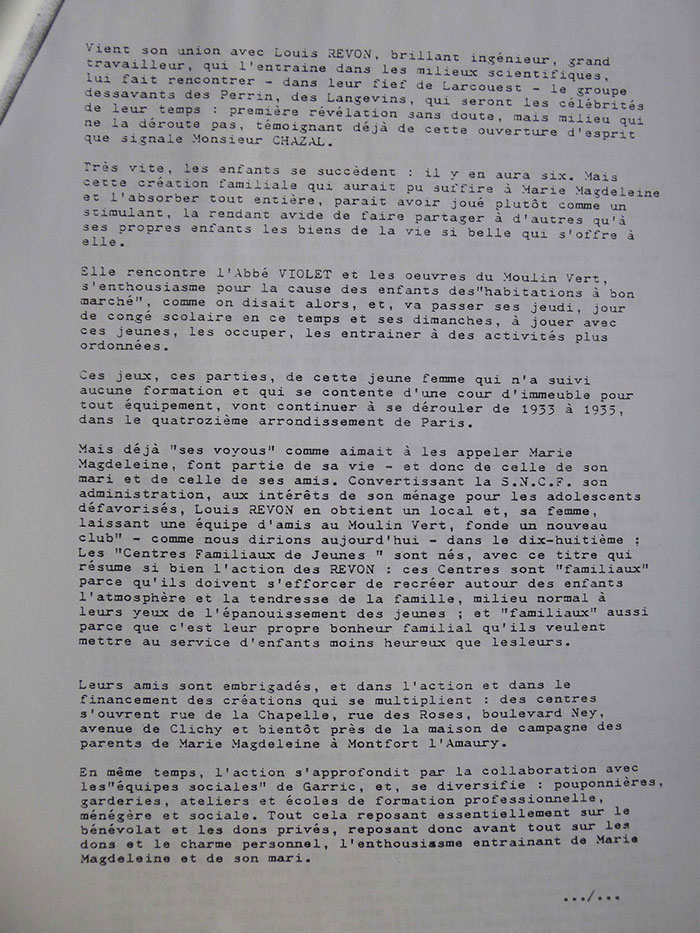 Vient son union avec Louis REVON, brillant ingénieur, grand
travailleur, qui l'entraine dans les milieux scientifiques,
lui fait rencontrer - dans leur fief de Larcouest - le groupe
dessavants des Perrin, des Langevins, qui seront les célébrités
de leur temps : première révélation sans doute, mais milieu qui
ne la déroute pas, témoignant déjà de cette ouverture d'esprit
que signale Monsieur CHAZAL.
Très vite, les enfants se succèdent : il y en aura six. Mais
cette création familiale qui aurait pu suffire à Marie Magdeleine
et l'absorber tout entière, parait avoir joué plutôt comme un
stimulant, la rendant avide de faire partager à d'autres qu'à
ses propres enfants les biens de la vie si belle qui s'offre à
elle.
Elle rencontre l'Abbé VIOLET et les oeuvres du Moulin Vert,
s'enthousiasme pour la cause des enfants des"habitations à bon
marché", comme on disait alors, et, va passer ses jeudi, jour
de congé scolaire en ce temps et ses dimanches, à jouer avec
ces jeunes, les occuper, les entrainer à des activités plus
ordonnées.
Ces jeux, ces parties, de cette jeune femme qui n'a suivi
aucune formation et qui se contente d'une cour d'immeuble pour
tout équipement, vont continuer à se dérouler de 1933 à 1935,
dans le quatrozième arrondissement de Paris.
Mais déjà "ses voyous" comme aimait à les appeler Marie
Magdeleine, font partie de sa vie - et donc de celle de son
mari et de celle de ses amis. Convertissant la S.N.C.F. son
administration, aux intérêts de son ménage pour les adolescents
défavorisés, Louis REVON en obtient un local et, sa femme,
laissant une équipe d'amis au Moulin Vert, fonde un nouveau
club" - comme nous dirions aujourd'hui - dans le dix-huitième ;
Les "Centres Familiaux de Jeunes " sont nés, avec ce titre qui
résume si bien l'action des REVON : ces Centres sont "familiaux"
parce qu'ils doivent s'efforcer de recréer autour des enfants
l'atmosphère et la tendresse de la famille, milieu normal à
leurs yeux de l'épanouissement des jeunes ; et "familiaux" aussi
parce que c'est leur propre bonheur familial qu'ils veulent
mettre au service d'enfants moins heureux que lesleurs.
Leurs amis sont embrigadés, et dans l'action et dans le
financement des créations qui se multiplient : des centres
s'ouvrent rue de la Chapelle, rue des Roses, boulevard Ney,
avenue de Clichy et bientôt près de la maison de campagne des
parents de Marie Magdeleine à Montfort l'Amaury.
En même temps, l'action s'approfondit par la collaboration avec
les"équipes sociales" de Garric, et, se diversifie : pouponnières,
garderies, ateliers et écoles de formation professionnelle,
ménégère et sociale. Tout cela reposant essentiellement sur le
bénévolat et les dons privés, reposant donc avant tout sur les
dons et le charme personnel, l'enthousiasme entrainant de Marie
Magdeleine et de son mari.
.../...